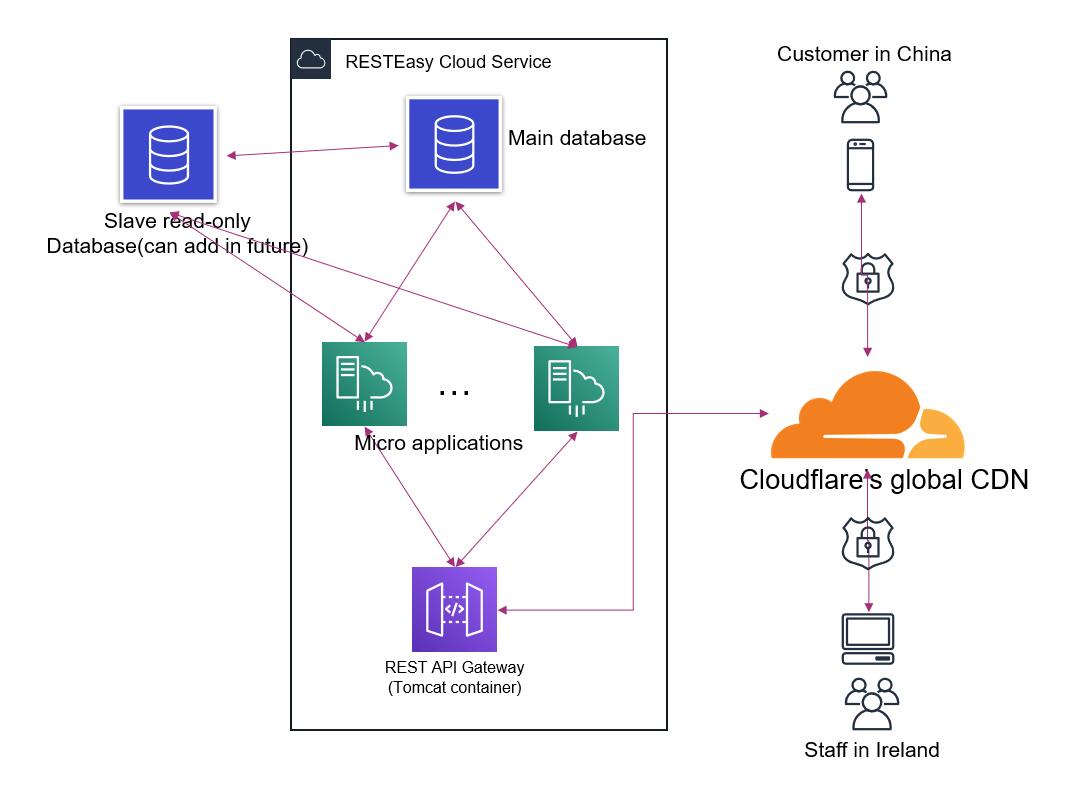 RESTEasy Cloud Service
Customer in China
Main database
Slave read-only
Database(can add in future)
...
Micro applications
Cloudflare's global CDN
</>
REST API Gateway
(Tomcat container)
Staff in Ireland